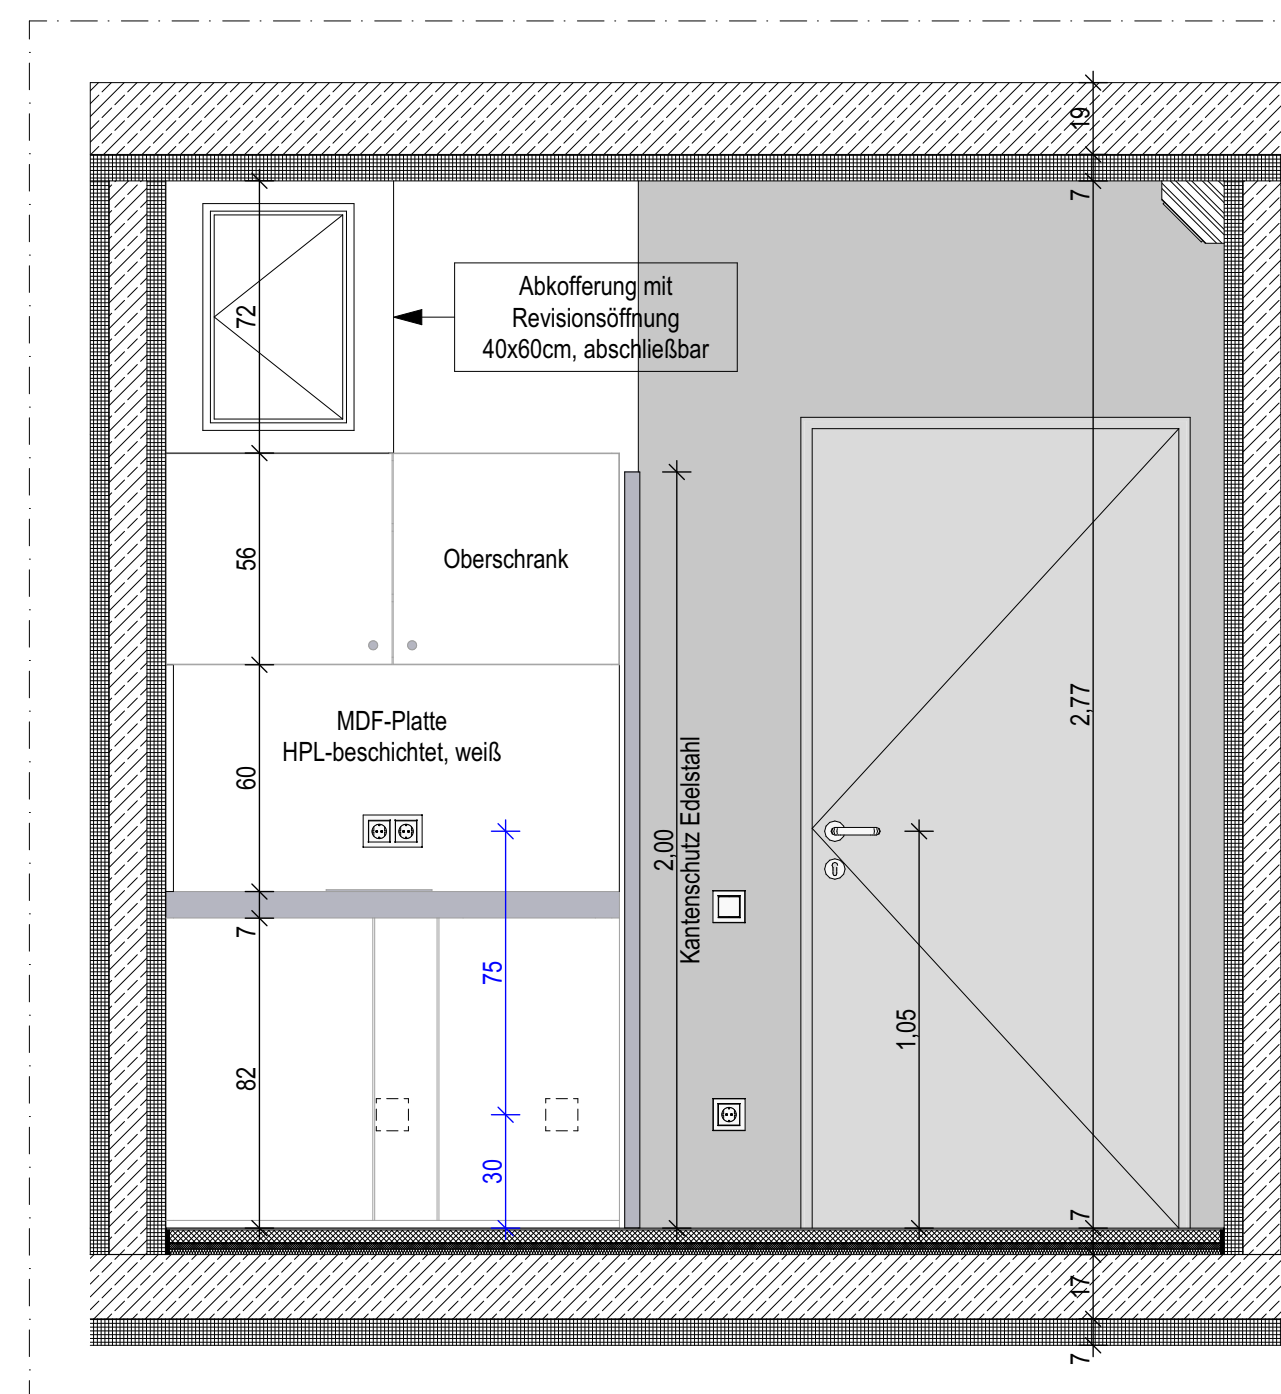 19
7
Abkofferung mit
Revisionsöffnung
40x60cm, abschließbar
72
56
Oberschrank
MDF-Platte
HPL-beschichtet, weiß
60
2,77
2,00
Kantenschutz Edelstahl
7
75
1,05
82
30
7
17
7